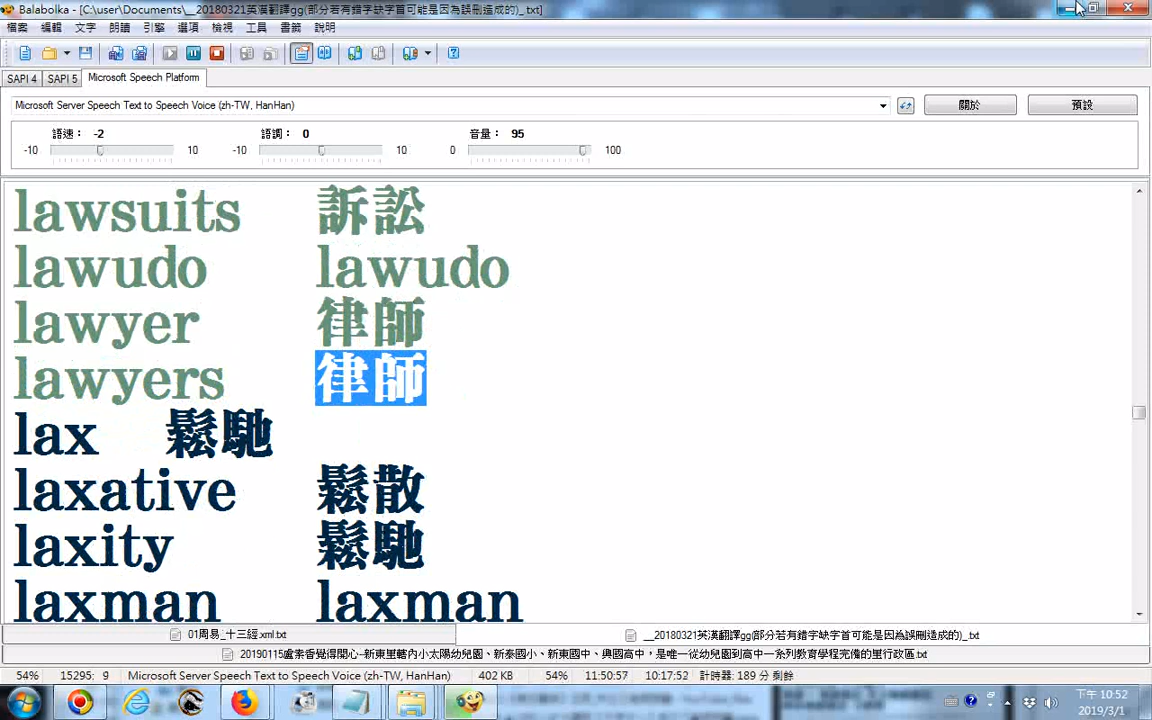 Balabolka - [C:\user\Documents\__20180321英漢翻譯gg(部分若有錯字缺字首可能是因為誤刪造成的)_.txt]
檔案 編輯 文字 朗讀 引擎 選項 檢視 工具 書籤 說明
SAPI 4 SAPI 5 Microsoft Speech Platform
Microsoft Server Speech Text to Speech Voice (zh-TW, HanHan) 關於 預設
語速： -2 語調： 0 音量： 95
-10 10 -10 10 0 100
lawsuits 訴訟
lawudo lawudo
lawyer 律師
lawyers 律師
lax 鬆馳
laxative 鬆散
laxity 鬆馳
laxman laxman
01周易_十三經.xml.txt __20180321英漢翻譯gg(部分若有錯字缺字首可能是因為誤刪造成的)_.txt
20190115盧素香覺得開心--新東里轄內小太陽幼兒園、新泰國小、新東國中、興國高中，是唯一從幼兒園到高中一系列教育學程完備的里行政區.txt
54% 15295: 9 Microsoft Server Speech Text to Speech Voice (zh-TW, HanHan) 402 KB 54% 11:50:57 10:17:52 計時器: 189 分 剩餘
下午 10:52
2019/3/1